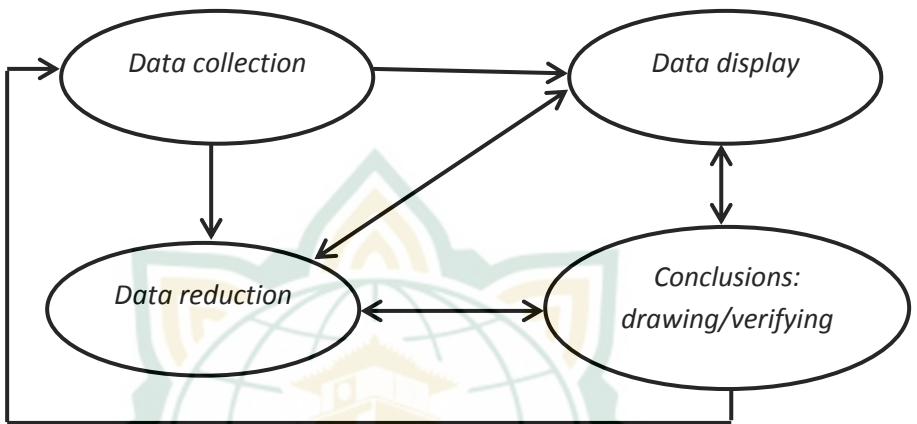 Data collection
Data display
Data reduction
Conclusions:
drawing/verifying